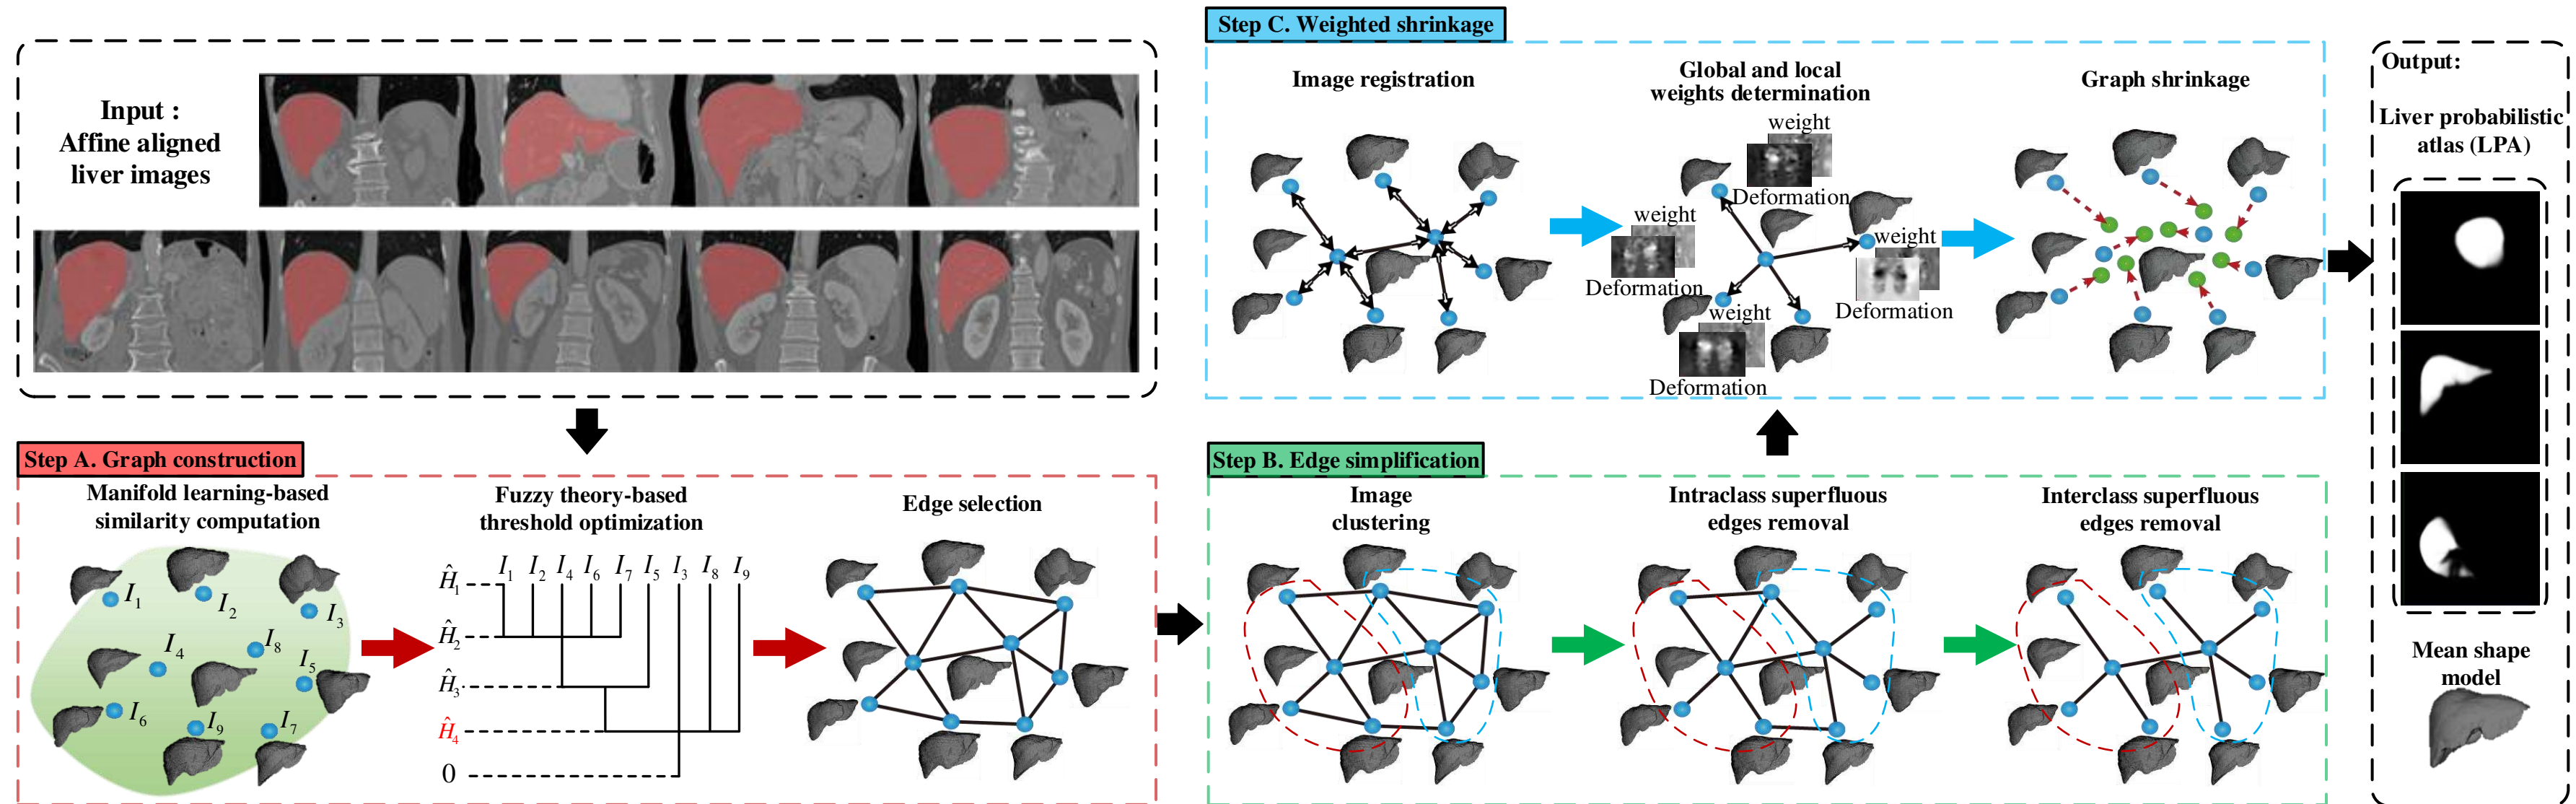 Input :
Affine aligned
liver images
Step A. Graph construction
Manifold learning-based
similarity computation
I1
I2
I3
I4
I8
I5
I6
I9
I7
Fuzzy theory-based
threshold optimization
I1 I2 I4 I6 I7 I5 I3 I8 I9
Ĥ1
Ĥ2
Ĥ3
Ĥ4
0
Edge selection
Step B. Edge simplification
Image
clustering
Intraclass superfluous
edges removal
Interclass superfluous
edges removal
Step C. Weighted shrinkage
Image registration
Global and local
weights determination
weight
Deformation
weight
Deformation
weight
Deformation
weight
Deformation
Graph shrinkage
Output:
Liver probabilistic
atlas (LPA)
Mean shape
model